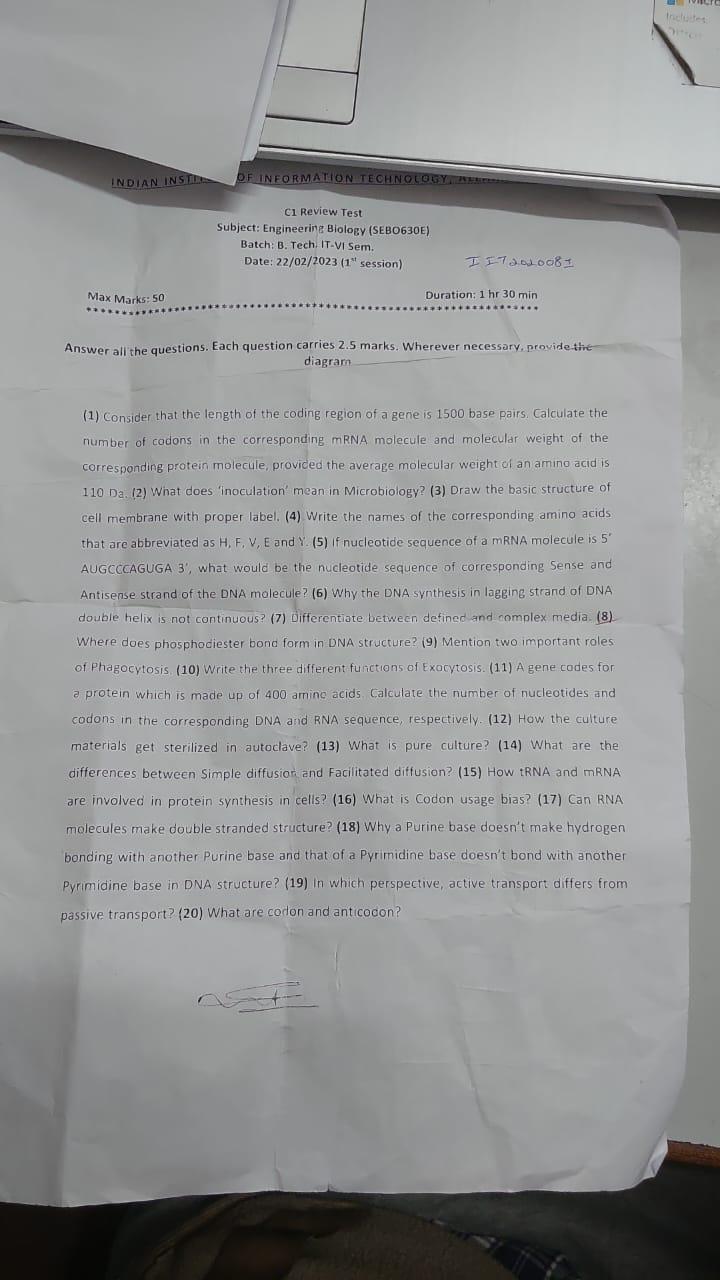 Includes
INDIAN INSTI OF INFORMATION TECHNOLOGY,
C1 Review Test
Subject: Engineering Biology (SEBO630E)
Batch: B. Tech. IT-VI Sem.
Date: 22/02/2023 (1st session) IIT2020081
Max Marks: 50 Duration: 1 hr 30 min
Answer all the questions. Each question carries 2.5 marks. Wherever necessary, provide the
diagram
(1) Consider that the length of the coding region of a gene is 1500 base pairs. Calculate the
number of codons in the corresponding mRNA molecule and molecular weight of the
corresponding protein molecule, provided the average molecular weight of an amino acid is
110 Da. (2) What does 'inoculation' mean in Microbiology? (3) Draw the basic structure of
cell membrane with proper label. (4) Write the names of the corresponding amino acids
that are abbreviated as H, F, V, E and Y. (5) If nucleotide sequence of a mRNA molecule is 5'
AUGCCCAGUGA 3', what would be the nucleotide sequence of corresponding Sense and
Antisense strand of the DNA molecule? (6) Why the DNA synthesis in lagging strand of DNA
double helix is not continuous? (7) Differentiate between defined and complex media. (8)
Where does phosphodiester bond form in DNA structure? (9) Mention two important roles
of Phagocytosis. (10) Write the three different functions of Exocytosis. (11) A gene codes for
a protein which is made up of 400 amino acids. Calculate the number of nucleotides and
codons in the corresponding DNA and RNA sequence, respectively. (12) How the culture
materials get sterilized in autoclave? (13) What is pure culture? (14) What are the
differences between Simple diffusion and Facilitated diffusion? (15) How tRNA and mRNA
are involved in protein synthesis in cells? (16) What is Codon usage bias? (17) Can RNA
molecules make double stranded structure? (18) Why a Purine base doesn't make hydrogen
bonding with another Purine base and that of a Pyrimidine base doesn't bond with another
Pyrimidine base in DNA structure? (19) In which perspective, active transport differs from
passive transport? (20) What are codon and anticodon?